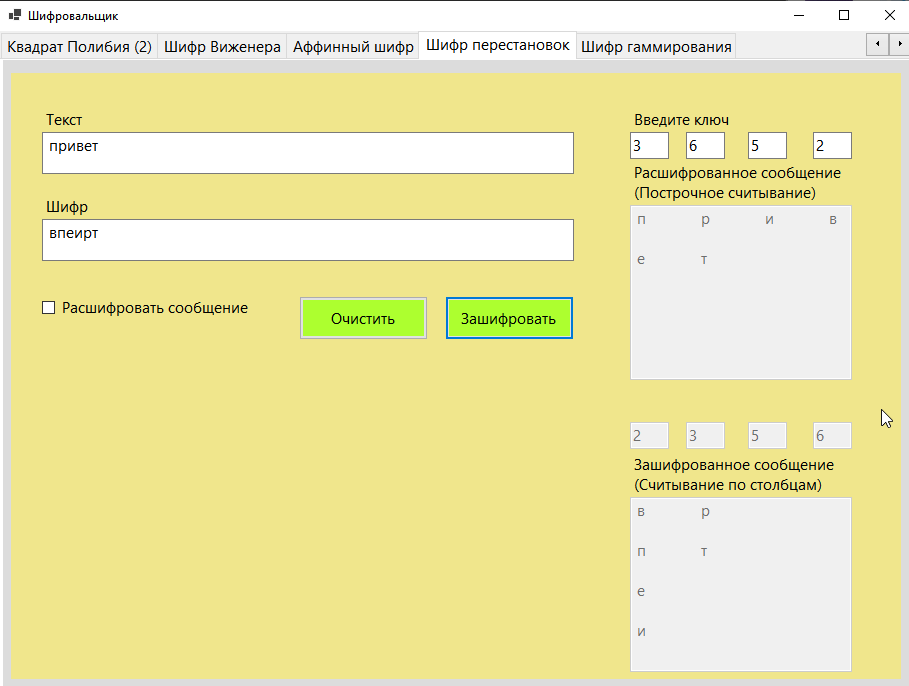 Шифровальщик
Квадрат Полибия (2) Шифр Виженера Аффинный шифр Шифр перестановок Шифр гаммирования
Текст
привет
Шифр
впеирт
Расшифровать сообщение
Очистить Зашифровать
Введите ключ
3 6 5 2
Расшифрованное сообщение
(Построчное считывание)
п р и в
е т
2 3 5 6
Зашифрованное сообщение
(Считывание по столбцам)
в р
п т
е
и